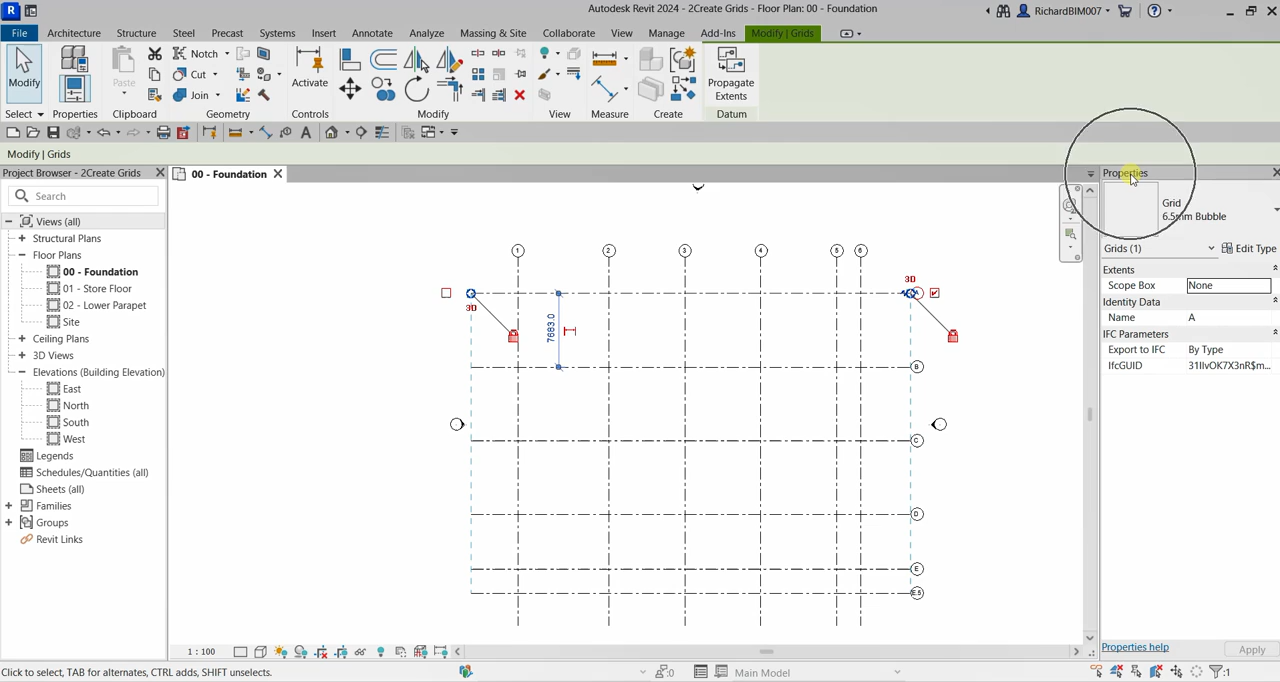 R
Autodesk Revit 2024 - 2Create Grids - Floor Plan: 00 - Foundation
RichardBIM007
File Architecture Structure Steel Precast Systems Insert Annotate Analyze Massing & Site Collaborate View Manage Add-Ins Modify | Grids
Notch
Modify Paste Cut Activate Propagate
Join Extents
Select Properties Clipboard Geometry Controls Modify View Measure Create Datum
Modify | Grids
Project Browser - 2Create Grids
00 - Foundation
Properties
Search
Views (all)
Structural Plans
Floor Plans
00 - Foundation
01 - Store Floor
02 - Lower Parapet
Site
Ceiling Plans
3D Views
Elevations (Building Elevation)
East
North
South
West
Legends
Schedules/Quantities (all)
Sheets (all)
Families
Groups
Revit Links
1 2 3 4 5 6
3D
A
3D
7683.0
B
C
D
E
E.5
Grid
6.5mm Bubble
Grids (1) Edit Type
Extents
Scope Box None
Identity Data
Name A
IFC Parameters
Export to IFC By Type
IfcGUID 31IIvOK7X3nR$m...
Properties help Apply
1 : 100
Click to select, TAB for alternates, CTRL adds, SHIFT unselects.
:0
Main Model
:1